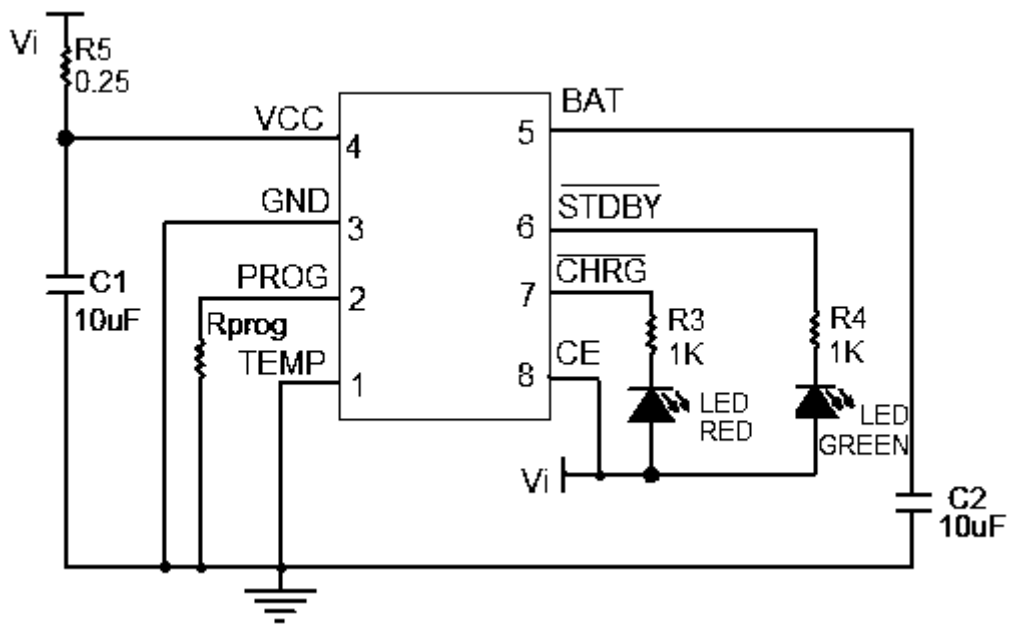 Vi
R5
0.25
VCC
4
GND
3
PROG
2
Rprog
TEMP
1
C1
10uF
BAT
5
STDBY
6
CHRG
7
CE
8
R3
1K
R4
1K
LED
RED
LED
GREEN
Vi
C2
10uF